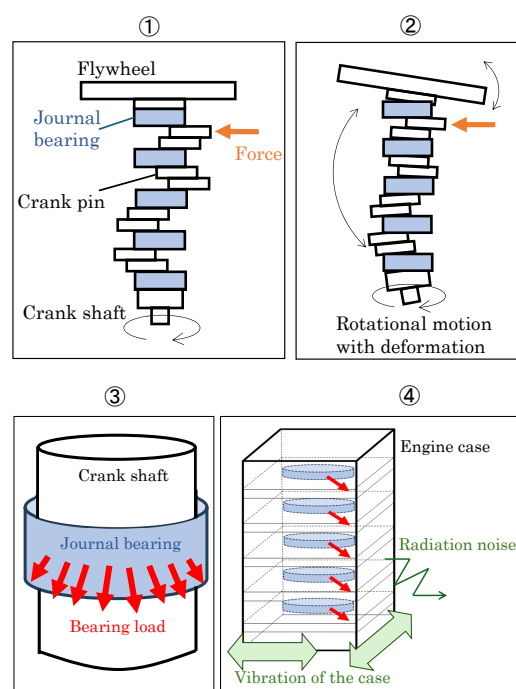 ①
Flywheel
Journal
bearing
Force
Crank pin
Crank shaft
②
Rotational motion
with deformation
③
Crank shaft
Journal bearing
Bearing load
④
Engine case
Radiation noise
Vibration of the case